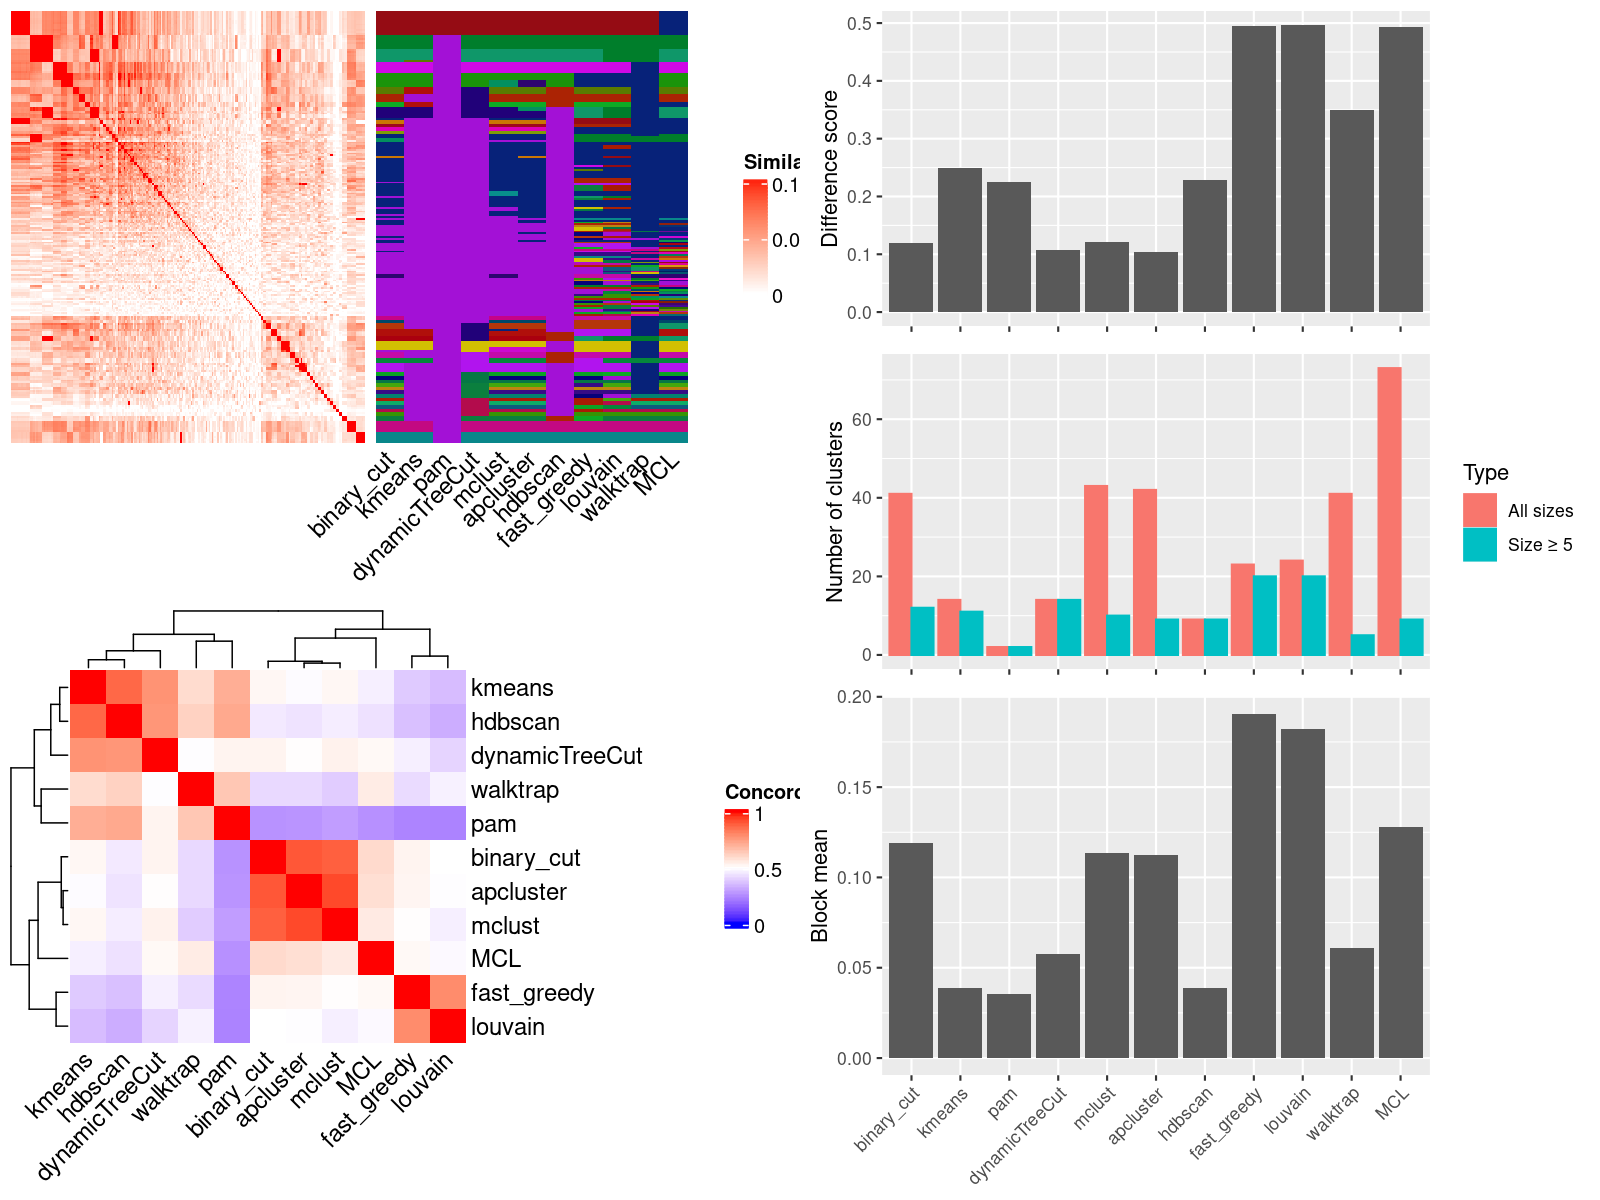 Simila
0.1
0.0
0
binary_cut
kmeans
pam
dynamicTreeCut
mclust
apcluster
hdbscan
fast_greedy
louvain
walktrap
MCL
kmeans
hdbscan
dynamicTreeCut
walktrap
pam
binary_cut
apcluster
mclust
MCL
fast_greedy
louvain
kmeans
hdbscan
dynamicTreeCut
walktrap
pam
binary_cut
apcluster
mclust
MCL
fast_greedy
louvain
Concord
1
0.5
0
Difference score
0.5
0.4
0.3
0.2
0.1
0.0
Number of clusters
60
40
20
0
Type
All sizes
Size ≥ 5
Block mean
0.20
0.15
0.10
0.05
0.00
binary_cut
kmeans
pam
dynamicTreeCut
mclust
apcluster
hdbscan
fast_greedy
louvain
walktrap
MCL